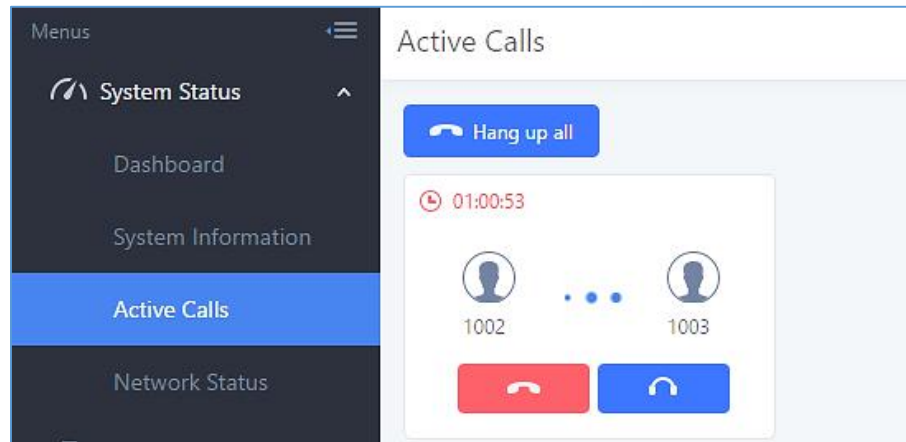 Menus
System Status
Dashboard
System Information
Active Calls
Network Status
Active Calls
Hang up all
01:00:53
1002
1003